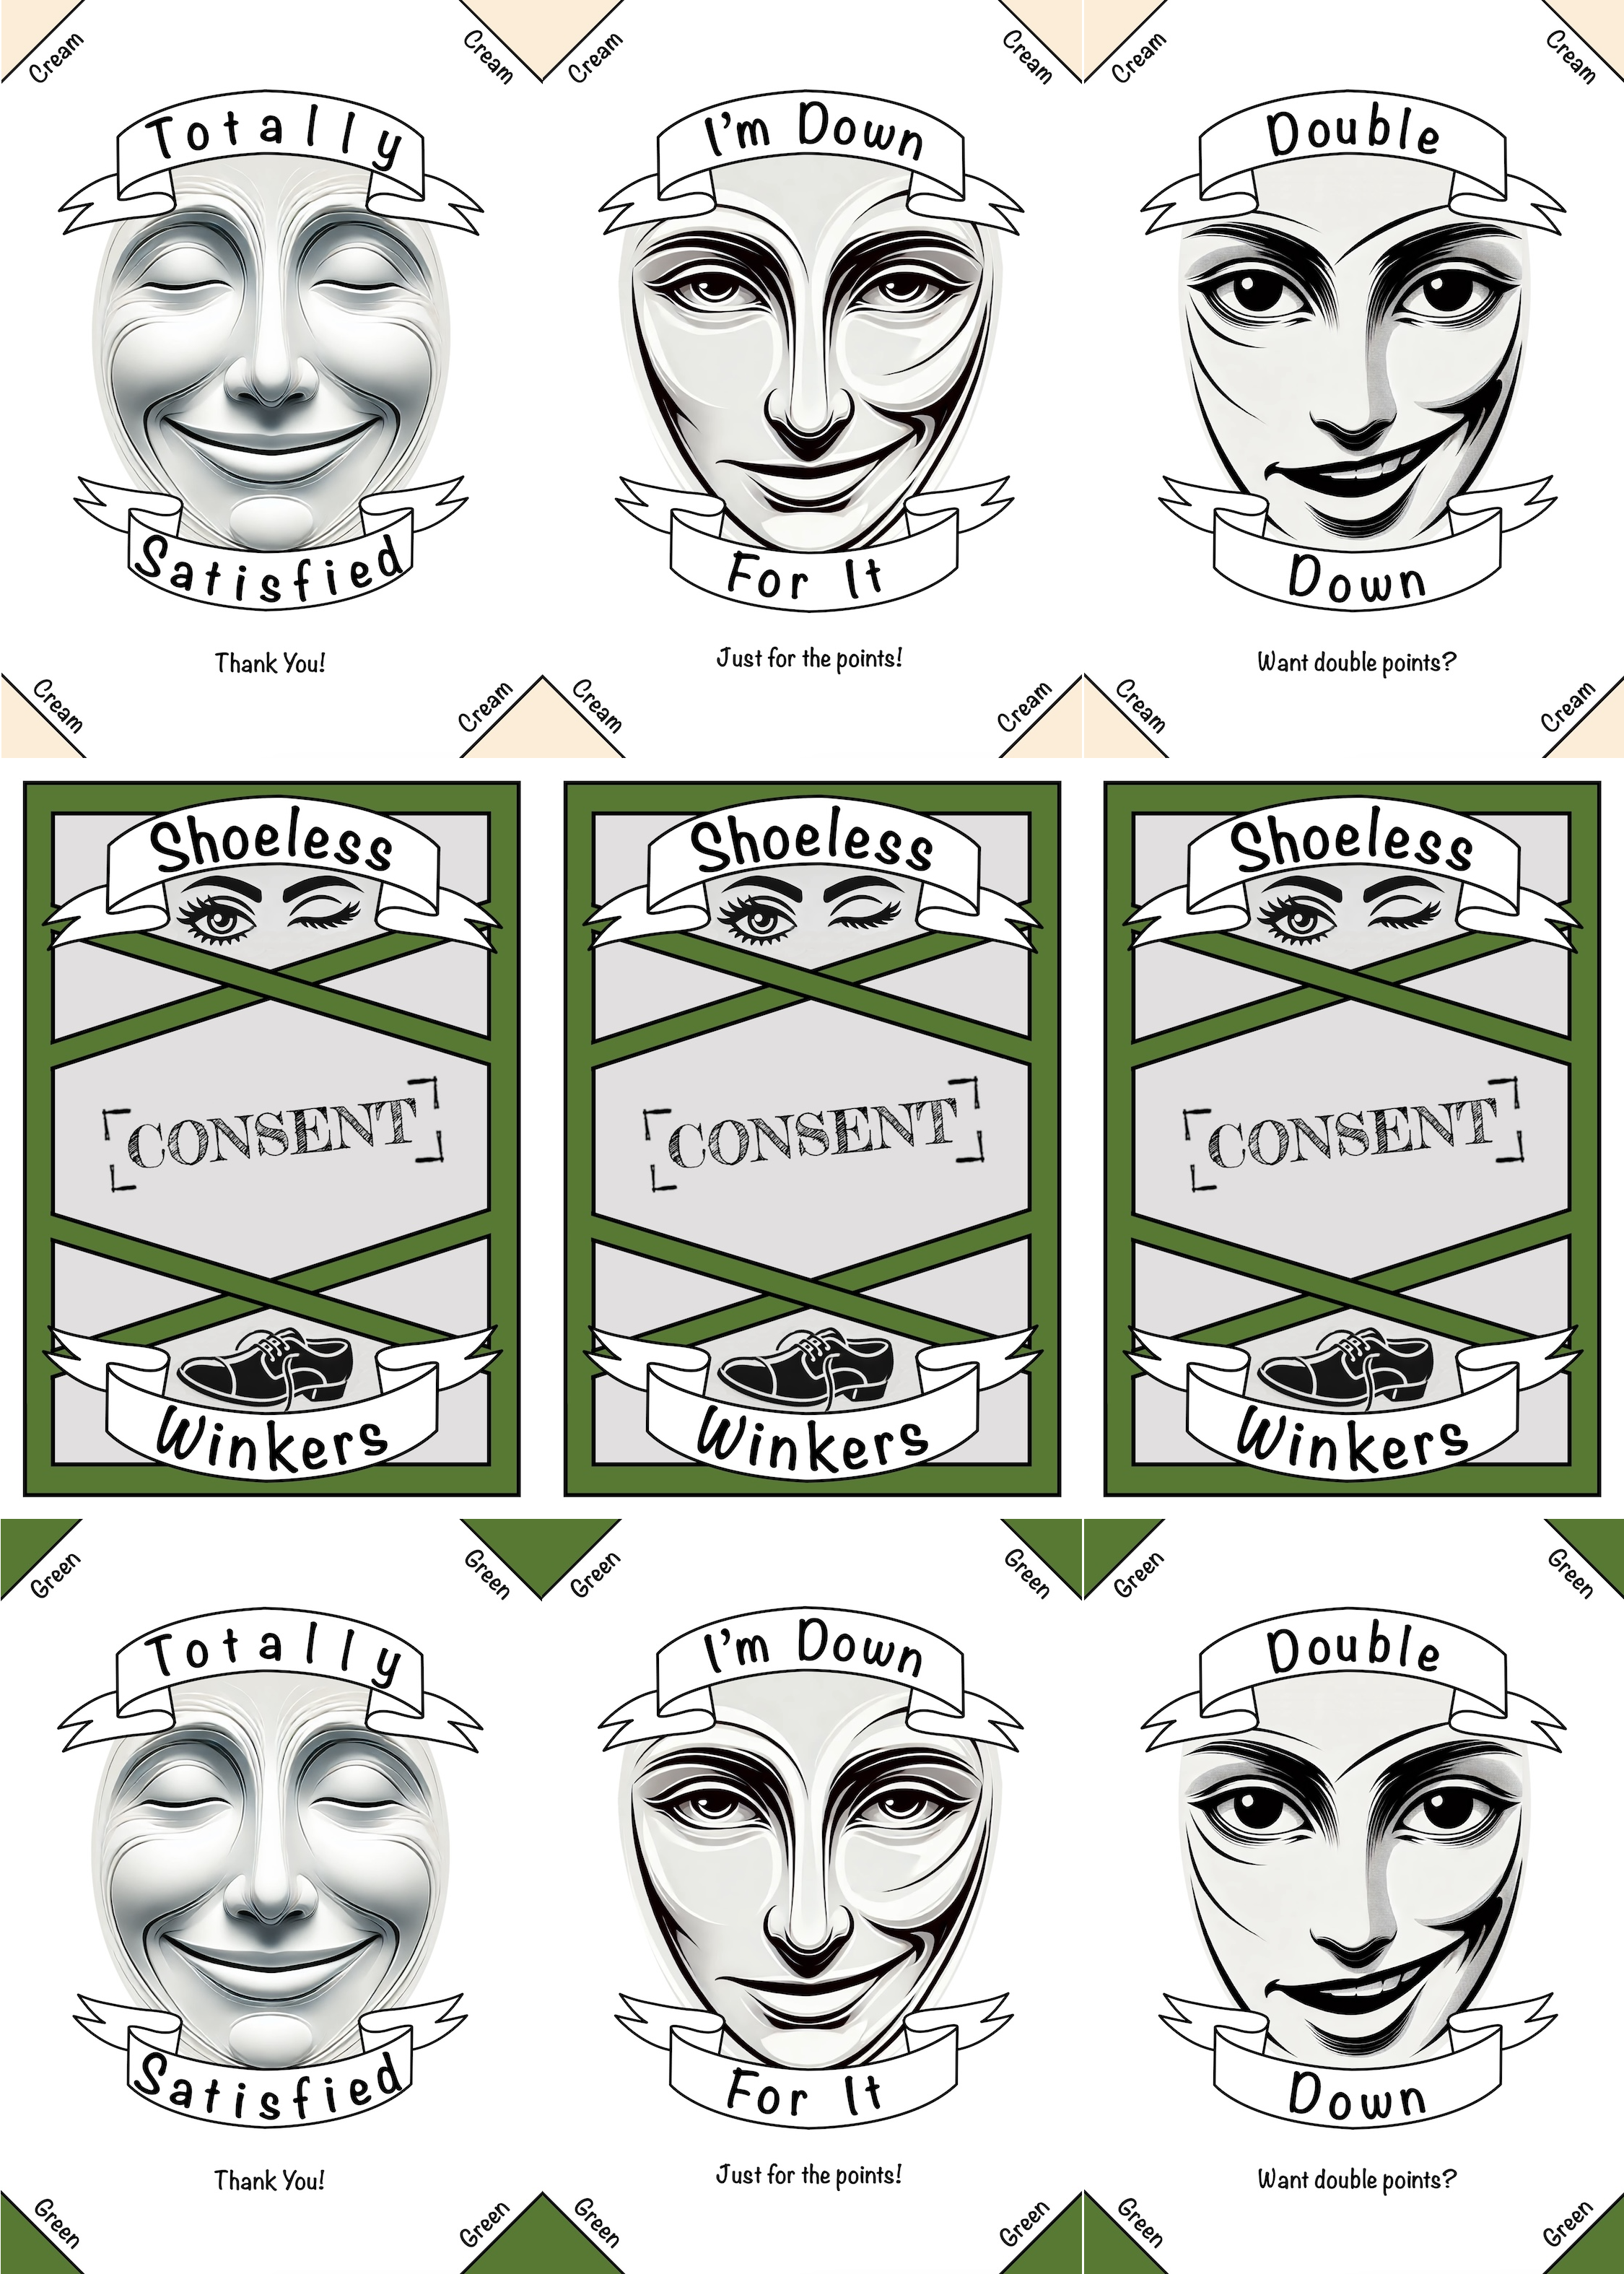 Cream Cream Cream Cream Cream Cream
Totally
Satisfied
Thank You!
I'm Down
For It
Just for the points!
Double
Down
Want double points?
Cream Cream Cream Cream Cream Cream
Shoeless
CONSENT
Winkers
Shoeless
CONSENT
Winkers
Shoeless
CONSENT
Winkers
Green Green Green Green Green Green
Totally
Satisfied
Thank You!
I'm Down
For It
Just for the points!
Double
Down
Want double points?
Green Green Green Green Green Green